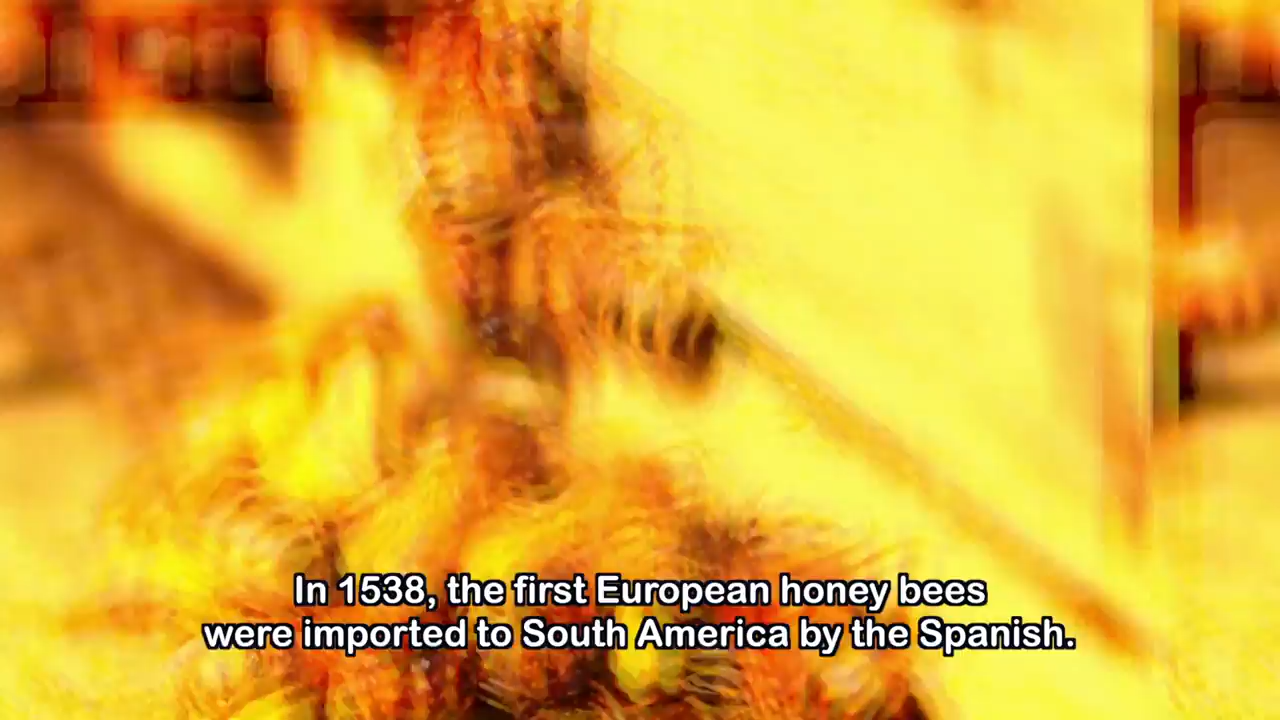 In 1538, the first European honey bees
were imported to South America by the Spanish.